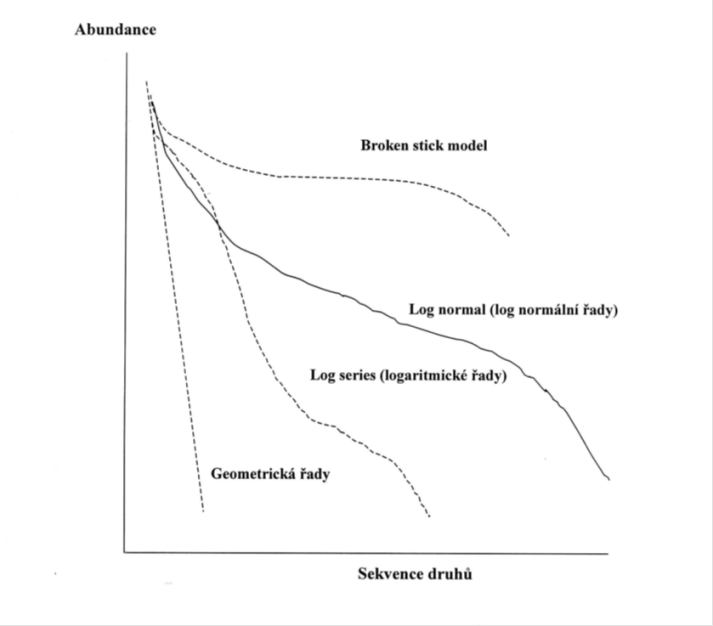 Abundance
Broken stick model
Log normal (log normální řady)
Log series (logaritmické řady)
Geometrická řady
Sekvence druhů